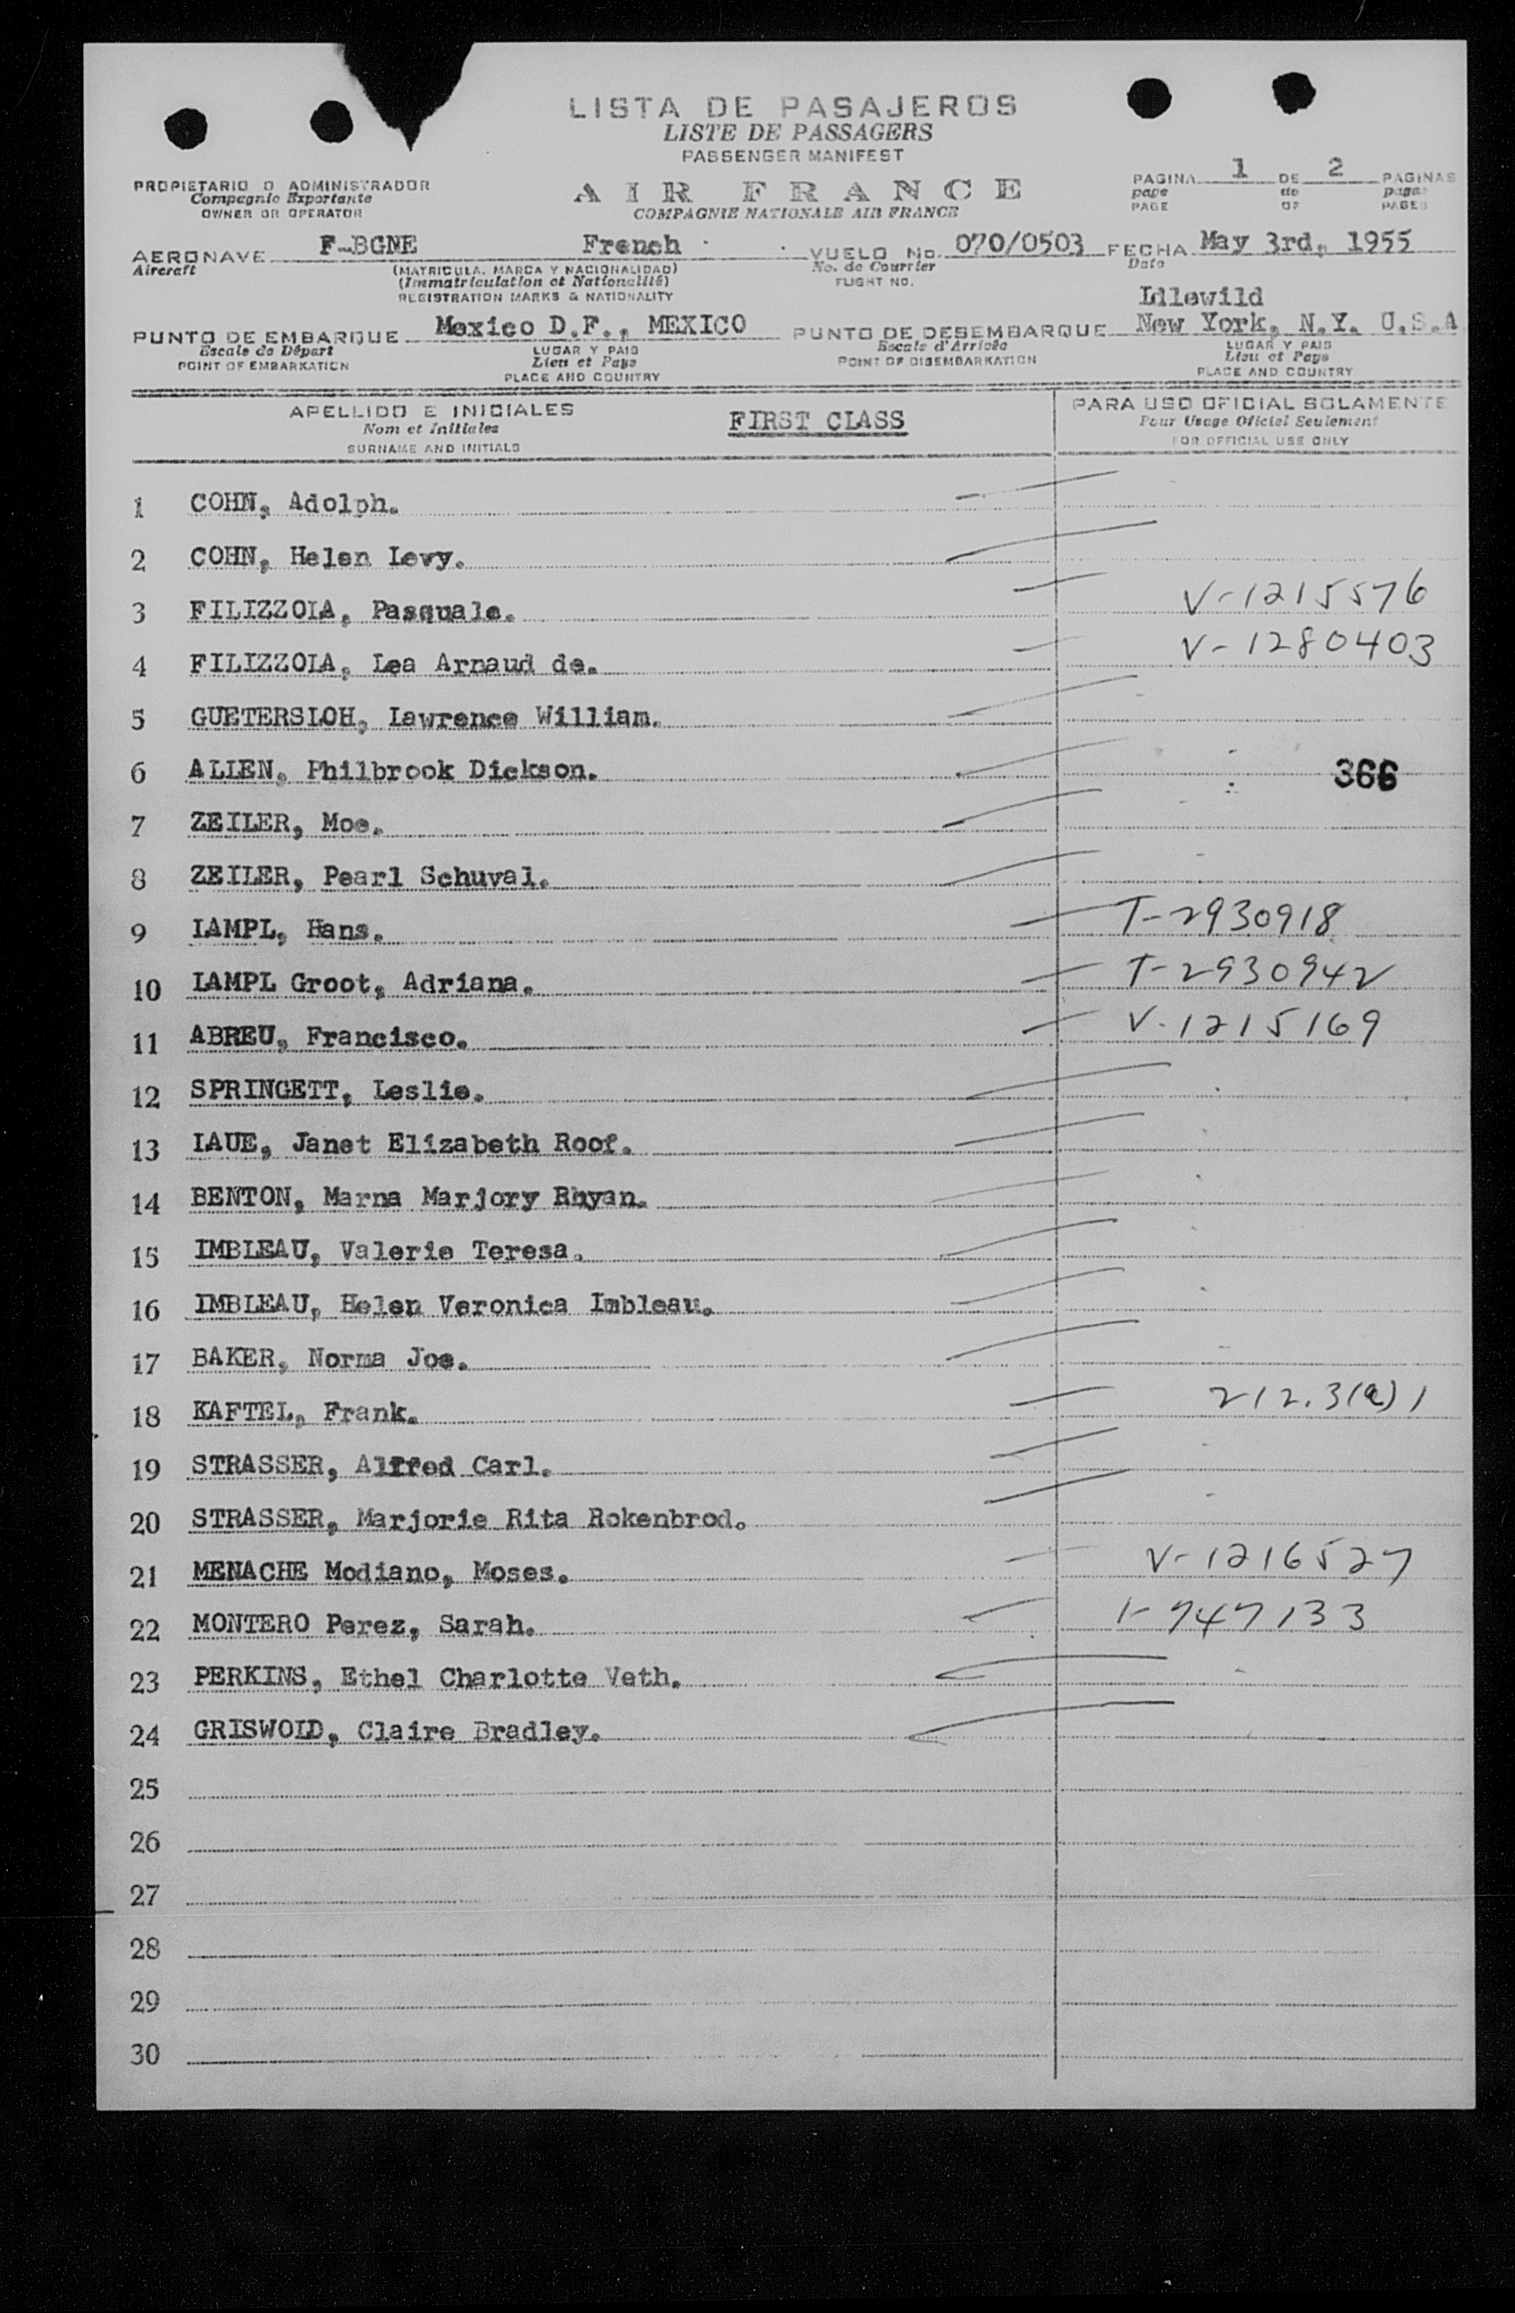 LISTA DE PASAJEROS
LISTE DE PASSAGERS
PASSENGER MANIFEST
PROPIETARIO O ADMINISTRADOR
Compagnie Exportante
OWNER OR OPERATOR
AIR FRANCE
COMPAGNIE NATIONALE AIR FRANCE
PAGINA 1 DE 2 PAGINAS
page de pages
PAGE OF PAGES
AERONAVE F-BGNE French VUELO No. 070/0503 FECHA May 3rd, 1955
Aircraft (MATRICULA, MARCA Y NACIONALIDAD) No. de Courrier Date
(Immatriculation et Nationalité) FLIGHT NO.
REGISTRATION MARKS & NATIONALITY
Idlewild
PUNTO DE EMBARQUE Mexico D.F., MEXICO PUNTO DE DESEMBARQUE New York, N.Y. U.S.A
Escale de Départ LUGAR Y PAIS Escale d'Arrivée LUGAR Y PAIS
POINT OF EMBARKATION Lieu et Pays POINT OF DISEMBARKATION Lieu et Pays
PLACE AND COUNTRY PLACE AND COUNTRY
APELLIDO E INICIALES FIRST CLASS PARA USO OFICIAL SOLAMENTE
Nom et Initiales Pour Usage Officiel Seulement
SURNAME AND INITIALS FOR OFFICIAL USE ONLY
1 COHN, Adolph.
2 COHN, Helen Levy.
3 FILIZZOLA, Pasquale. V-1215576
4 FILIZZOLA, Lea Arnaud de. V-1280403
5 GUETERSLOH, Lawrence William.
6 ALLEN, Philbrook Dickson. 366
7 ZEILER, Moe.
8 ZEILER, Pearl Schuval.
9 LAMPL, Hans. T-2930918
10 LAMPL Groot, Adriana. T-2930942
11 ABREU, Francisco. V-1215169
12 SPRINGETT, Leslie.
13 LAUE, Janet Elizabeth Roof.
14 BENTON, Marna Marjory Rhyan.
15 IMBLEAU, Valerie Teresa.
16 IMBLEAU, Helen Veronica Imbleau.
17 BAKER, Norma Joe.
18 KAFTEL, Frank. 212.3(a)1
19 STRASSER, Alfred Carl.
20 STRASSER, Marjorie Rita Rokenbrod.
21 MENACHE Modiano, Moses. V-1216527
22 MONTERO Perez, Sarah. I-747133
23 PERKINS, Ethel Charlotte Veth.
24 GRISWOLD, Claire Bradley.
25
26
27
28
29
30